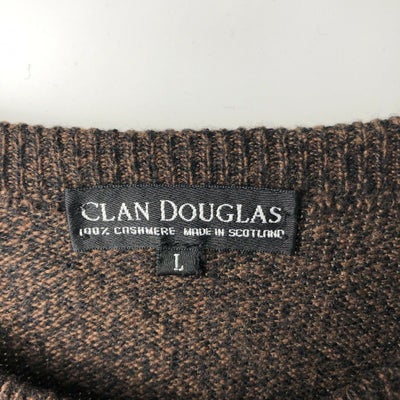 CLAN DOUGLAS
100% CASHMERE MADE IN SCOTLAND
L